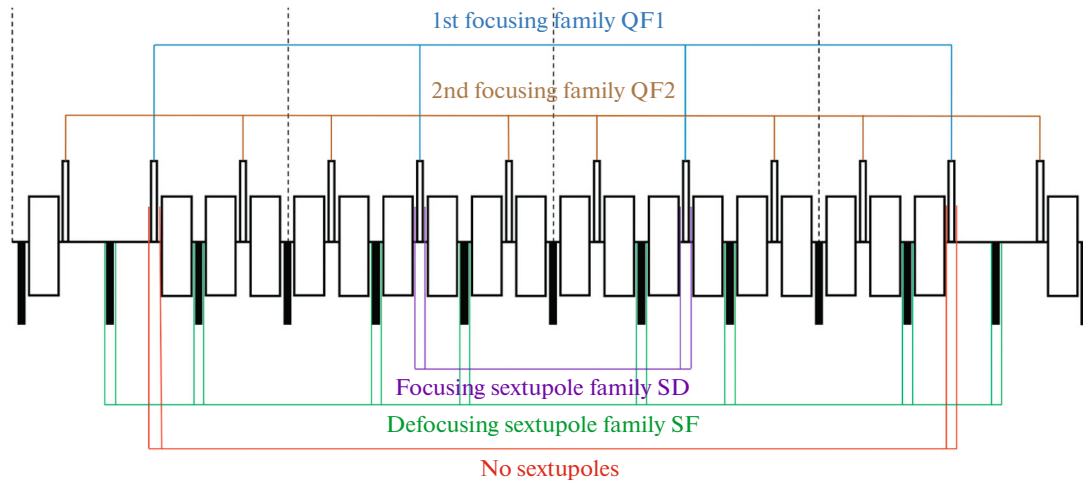 1st focusing family QF1
2nd focusing family QF2
Focusing sextupole family SD
Defocusing sextupole family SF
No sextupoles